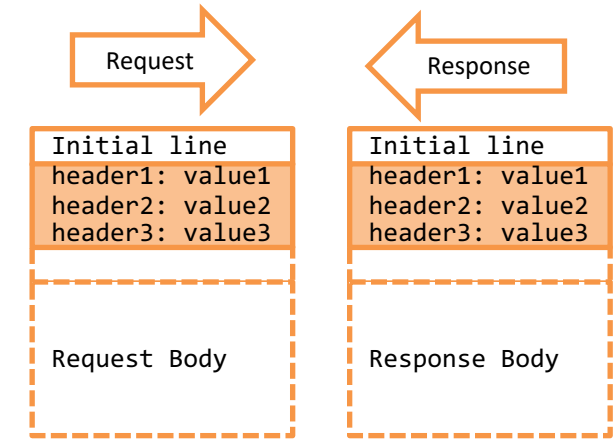 Request
Response
Initial line
header1: value1
header2: value2
header3: value3
Request Body
Initial line
header1: value1
header2: value2
header3: value3
Response Body